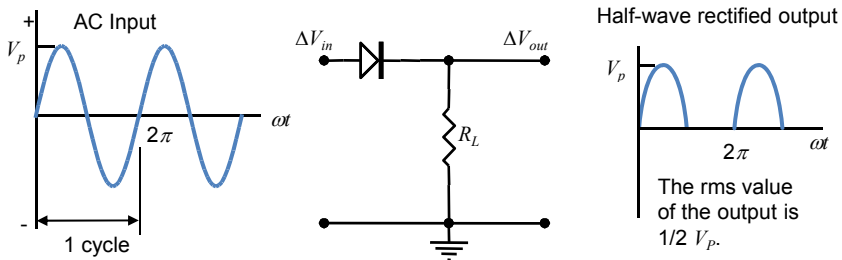 +
AC Input
V_p
ωt
2π
-
1 cycle
ΔV_in
ΔV_out
R_L
Half-wave rectified output
V_p
2π
ωt
The rms value
of the output is
1/2 V_P.